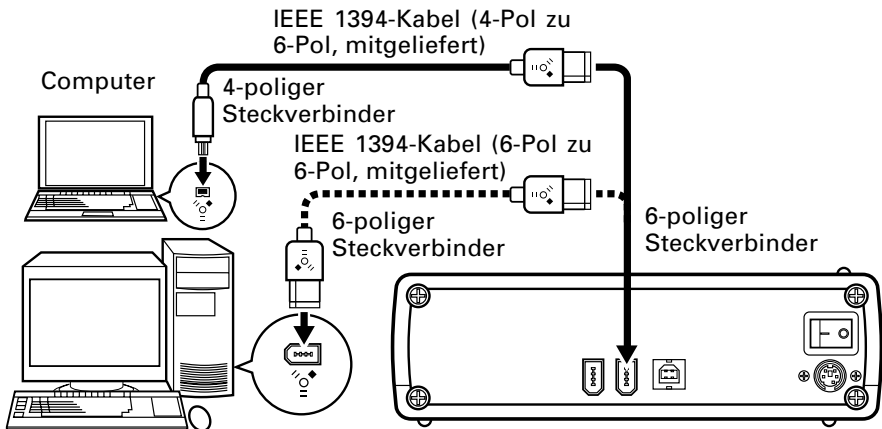 IEEE 1394-Kabel (4-Pol zu
6-Pol, mitgeliefert)
Computer
4-poliger
Steckverbinder
IEEE 1394-Kabel (6-Pol zu
6-Pol, mitgeliefert)
6-poliger
Steckverbinder
6-poliger
Steckverbinder